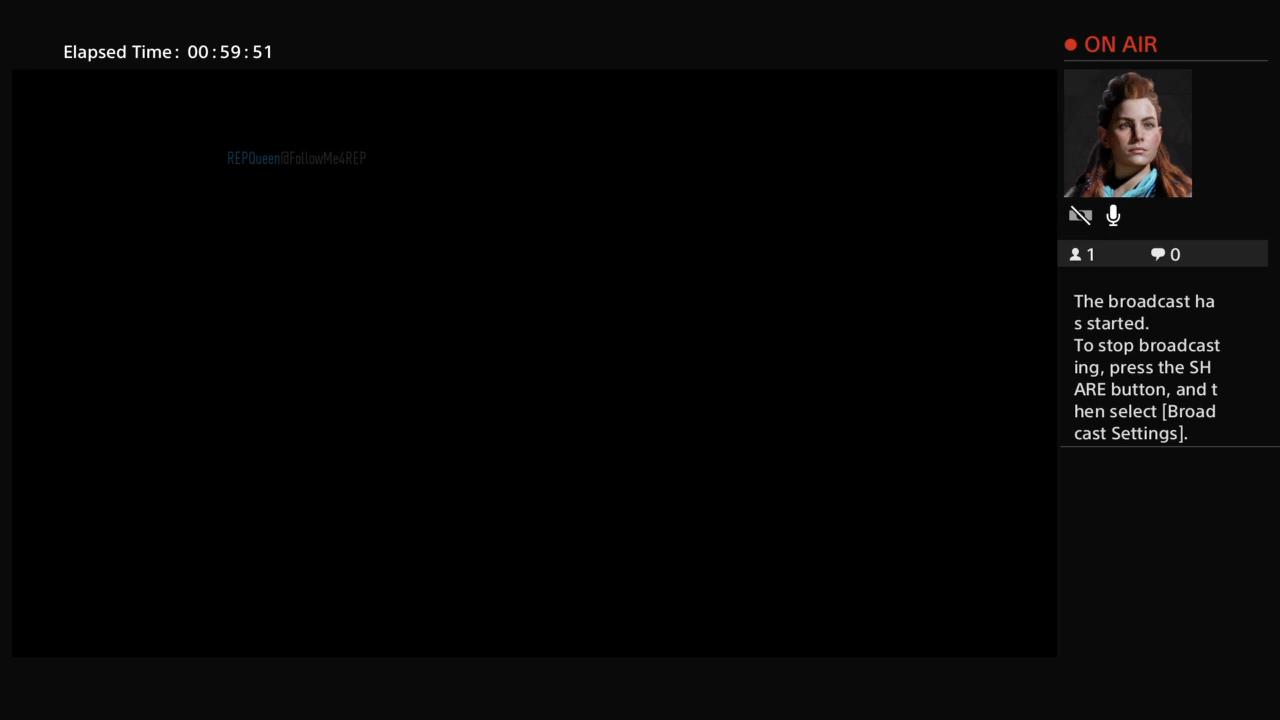 Elapsed Time: 00:59:51
ON AIR
REPQueen@FollowMe4REP
1 0
The broadcast ha
s started.
To stop broadcast
ing, press the SH
ARE button, and t
hen select [Broad
cast Settings].